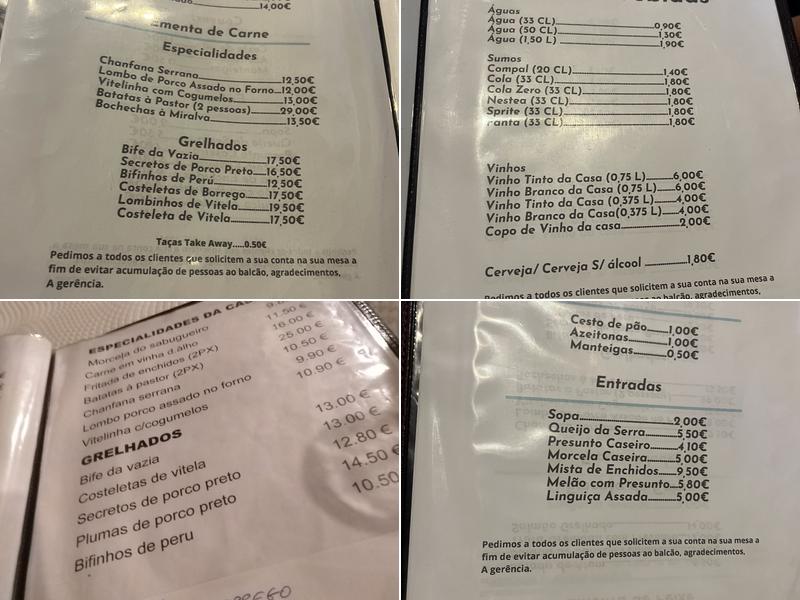 14,00€
Ementa de Carne
Especialidades
Chanfana Serrana 12,50€
Lombo de Porco Assado no Forno 12,00€
Vitelinha com Cogumelos 13,00€
Batatas à Pastor (2 pessoas) 29,00€
Bochechas à Miralva 13,50€
Grelhados
Bife da Vazia 17,50€
Secretos de Porco Preto 16,50€
Bifinhos de Perú 12,50€
Costeletas de Borrego 17,50€
Lombinhos de Vitela 19,50€
Costeleta de Vitela 17,50€
Taças Take Away.....0.50€
Pedimos a todos os clientes que solicitem a sua conta na sua mesa a
fim de evitar acumulação de pessoas ao balcão, agradecimentos,
A gerência.
Águas
Água (33 CL) 0,90€
Água (50 CL) 1,30€
Água (1,50 L) 1,90€
Sumos
Compal (20 CL) 1,40€
Cola (33 CL) 1,80€
Cola Zero (33 CL) 1,80€
Nestea (33 CL) 1,80€
Sprite (33 CL) 1,80€
Fanta (33 CL) 1,80€
Vinhos
Vinho Tinto da Casa (0,75 L) 6,00€
Vinho Branco da Casa (0,75 L) 6,00€
Vinho Tinto da Casa (0,375 L) 4,00€
Vinho Branco da Casa(0,375 L) 4,00€
Copo de Vinho da casa 2,00€
Cerveja/ Cerveja S/ álcool 1,80€
Pedimos a todos os clientes que solicitem a sua conta na sua mesa a
fim de evitar acumulação de pessoas ao balcão, agradecimentos,
ESPECIALIDADES DA
Morcela do sabugueiro
Carne em vinha d alho 11.50 €
Fritada de enchidos (2PX) 16.00 €
Batatas à pastor (2PX) 25.00 €
Chanfana serrana 10.50 €
Lombo porco assado no forno 9.90 €
Vitelinha c/cogumelos 10.90 €
GRELHADOS
Bife da vazia 13.00 €
Costeletas de vitela 13.00 €
Secretos de porco preto 12.80 €
Plumas de porco preto 14.50 €
Bifinhos de peru 10.50
Cesto de pão 1,00€
Azeitonas 1,00€
Manteigas 0,50€
Entradas
Sopa 2,00€
Queijo da Serra 5,50€
Presunto Caseiro 4,10€
Morcela Caseira 5,00€
Mista de Enchidos 9,50€
Melão com Presunto 5,80€
Linguiça Assada 5,00€
Pedimos a todos os clientes que solicitem a sua conta na sua mesa a
fim de evitar acumulação de pessoas ao balcão, agradecimentos,
A gerência.